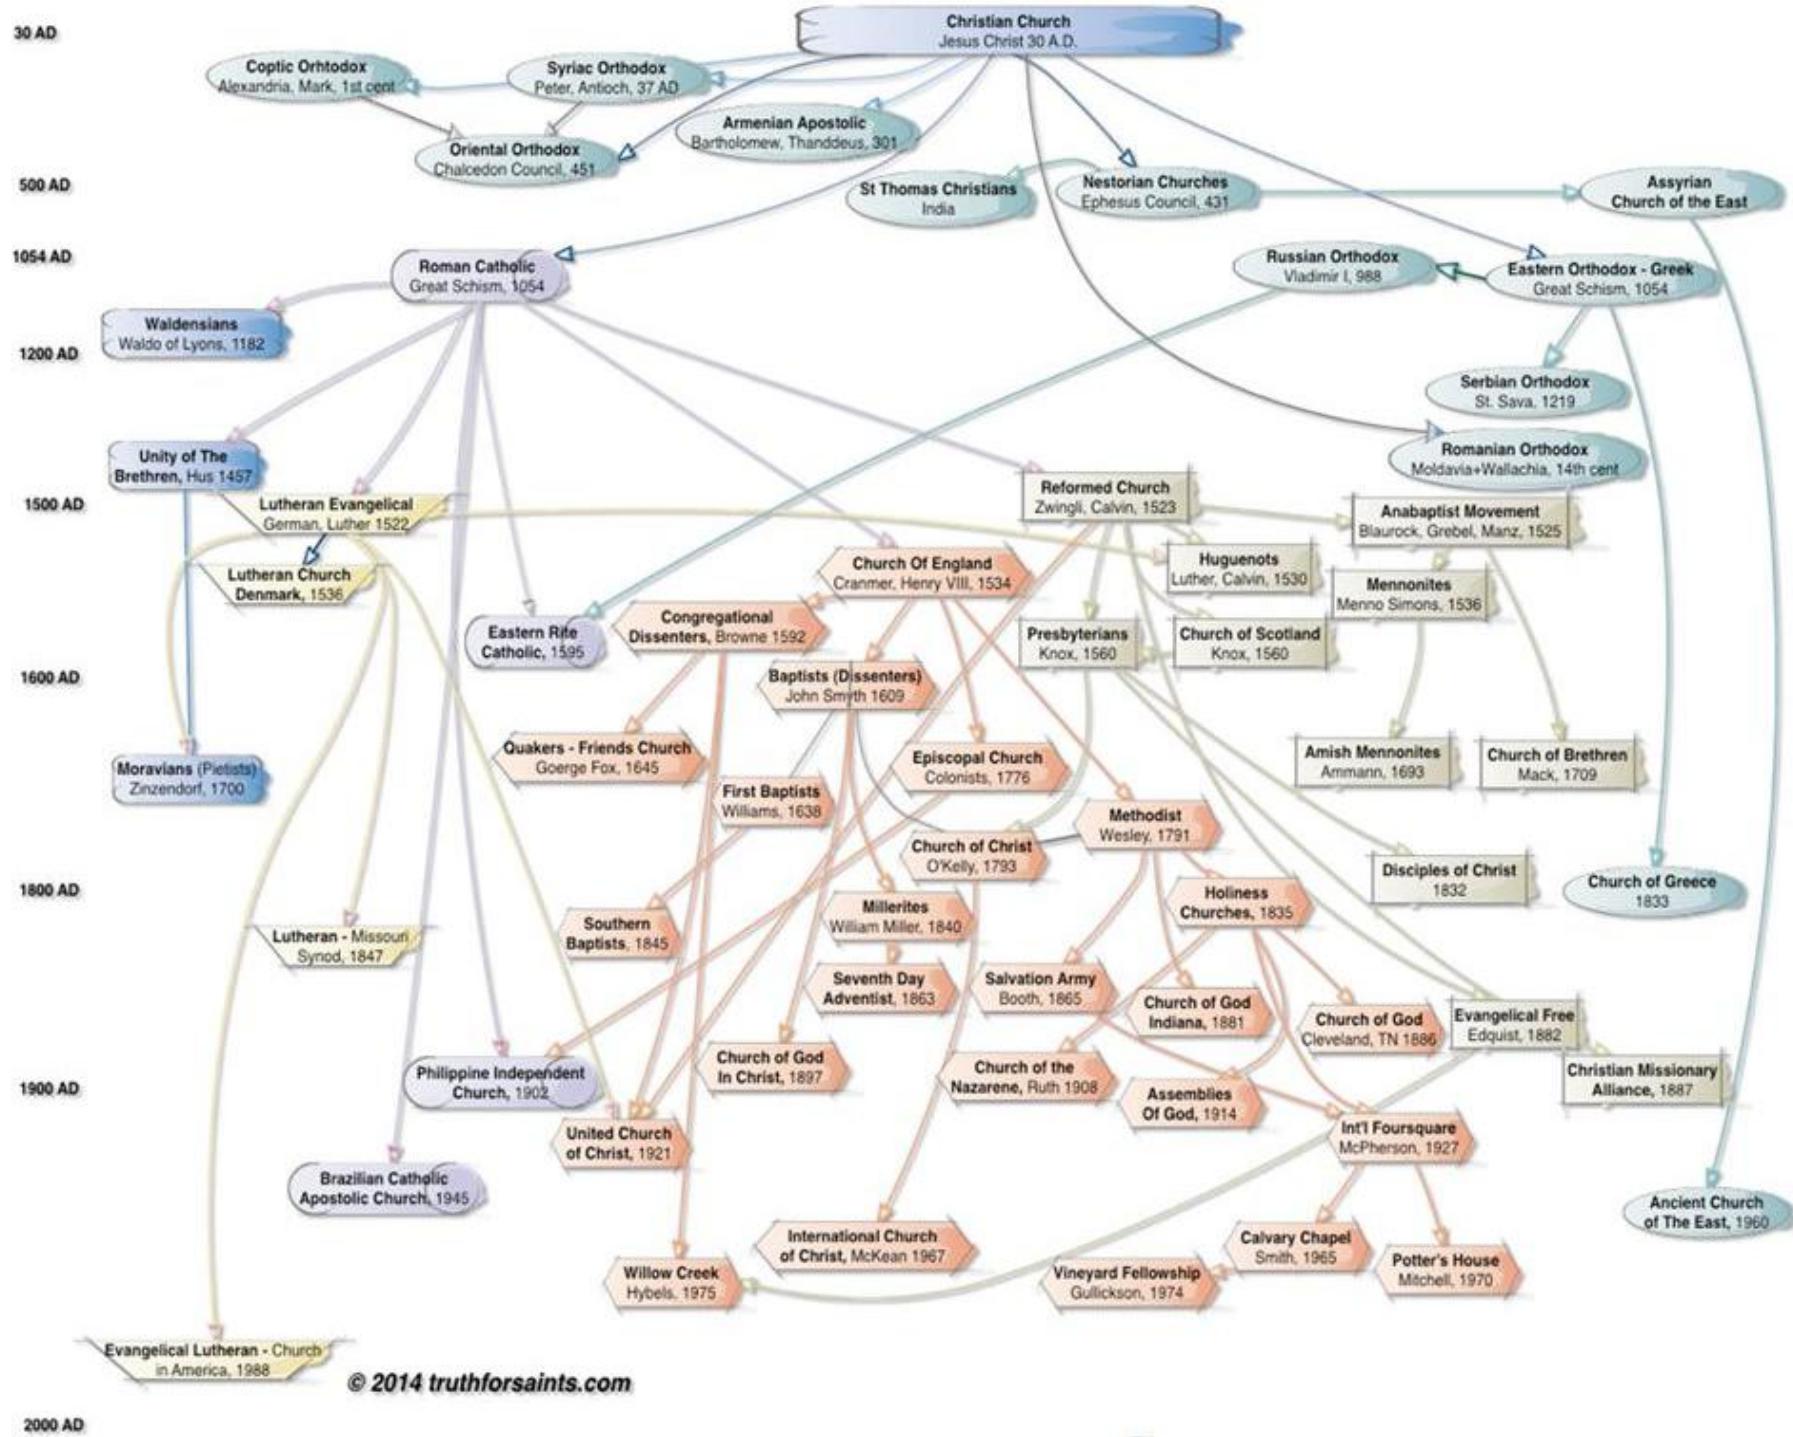 Christian Church
Jesus Christ 30 A.D.
30 AD
Coptic Orhtodox
Alexandria, Mark, 1st cent
Syriac Orthodox
Peter, Antioch, 37 AD
Armenian Apostolic
Bartholomew, Thanddeus, 301
Oriental Orthodox
Chalcedon Council, 451
500 AD
St Thomas Christians
India
Nestorian Churches
Ephesus Council, 431
Assyrian
Church of the East
1054 AD
Roman Catholic
Great Schism, 1054
Russian Orthodox
Vladimir I, 988
Eastern Orthodox - Greek
Great Schism, 1054
Waldensians
Waldo of Lyons, 1182
1200 AD
Serbian Orthodox
St. Sava, 1219
Romanian Orthodox
Moldavia+Wallachia, 14th cent
Unity of The
Brethren, Hus 1457
1500 AD
Lutheran Evangelical
German, Luther 1522
Reformed Church
Zwingli, Calvin, 1523
Anabaptist Movement
Blaurock, Grebel, Manz, 1525
Lutheran Church
Denmark, 1536
Church Of England
Cranmer, Henry VIII, 1534
Huguenots
Luther, Calvin, 1530
Mennonites
Menno Simons, 1536
Eastern Rite
Catholic, 1595
Congregational
Dissenters, Browne 1592
Presbyterians
Knox, 1560
Church of Scotland
Knox, 1560
1600 AD
Baptists (Dissenters)
John Smyth 1609
Moravians (Pietists)
Zinzendorf, 1700
Quakers - Friends Church
Goerge Fox, 1645
Episcopal Church
Colonists, 1776
Amish Mennonites
Ammann, 1693
Church of Brethren
Mack, 1709
First Baptists
Williams, 1638
Methodist
Wesley, 1791
Church of Christ
O'Kelly, 1793
Disciples of Christ
1832
Church of Greece
1833
1800 AD
Lutheran - Missouri
Synod, 1847
Southern
Baptists, 1845
Millerites
William Miller, 1840
Holiness
Churches, 1835
Seventh Day
Adventist, 1863
Salvation Army
Booth, 1865
Church of God
Indiana, 1881
Church of God
Cleveland, TN 1886
Evangelical Free
Edquist, 1882
Philippine Independent
Church, 1902
Church of God
In Christ, 1897
Church of the
Nazarene, Ruth 1908
Christian Missionary
Alliance, 1887
1900 AD
Assemblies
Of God, 1914
United Church
of Christ, 1921
Int'l Foursquare
McPherson, 1927
Brazilian Catholic
Apostolic Church, 1945
Ancient Church
of The East, 1960
International Church
of Christ, McKean 1967
Calvary Chapel
Smith, 1965
Willow Creek
Hybels, 1975
Vineyard Fellowship
Gullickson, 1974
Potter's House
Mitchell, 1970
Evangelical Lutheran - Church
in America, 1988
© 2014 truthforsaints.com
2000 AD